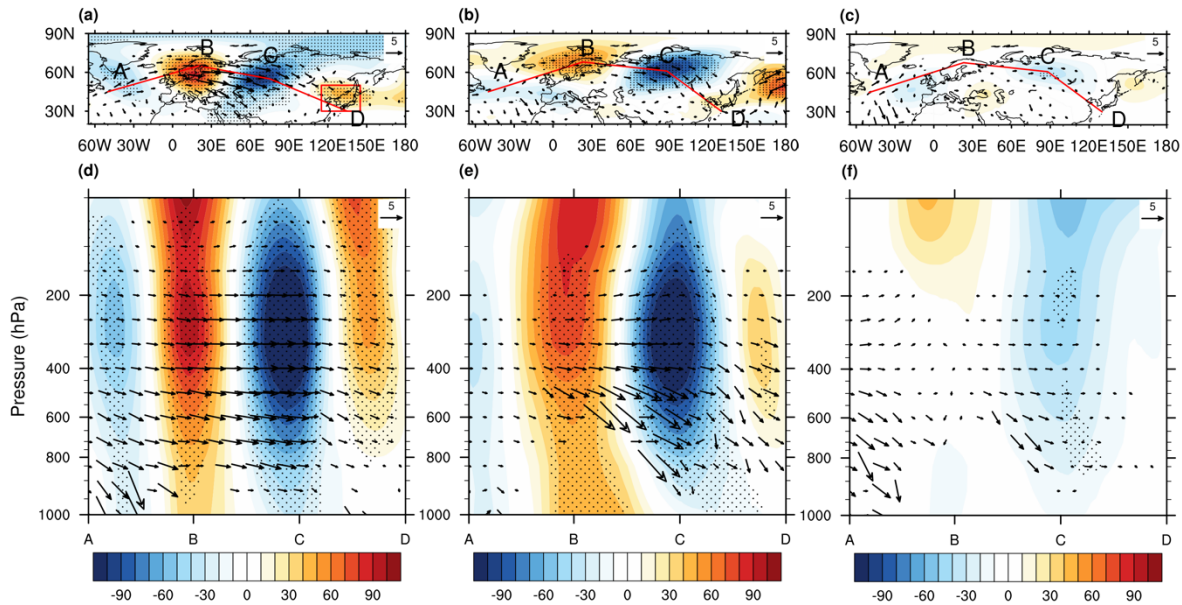 (a) (b) (c)
90N 90N 90N
60N 60N 60N
30N 30N 30N
A B C D 5 A B C D 5 A B C D 5
60W 30W 0 30E 60E 90E 120E 150E 180 60W 30W 0 30E 60E 90E 120E 150E 180 60W 30W 0 30E 60E 90E 120E 150E 180
(d) (e) (f)
5 5 5
Pressure (hPa)
200 200 200
400 400 400
600 600 600
800 800 800
1000 1000 1000
A B C D A B C D A B C D
-90 -60 -30 0 30 60 90 -90 -60 -30 0 30 60 90 -90 -60 -30 0 30 60 90